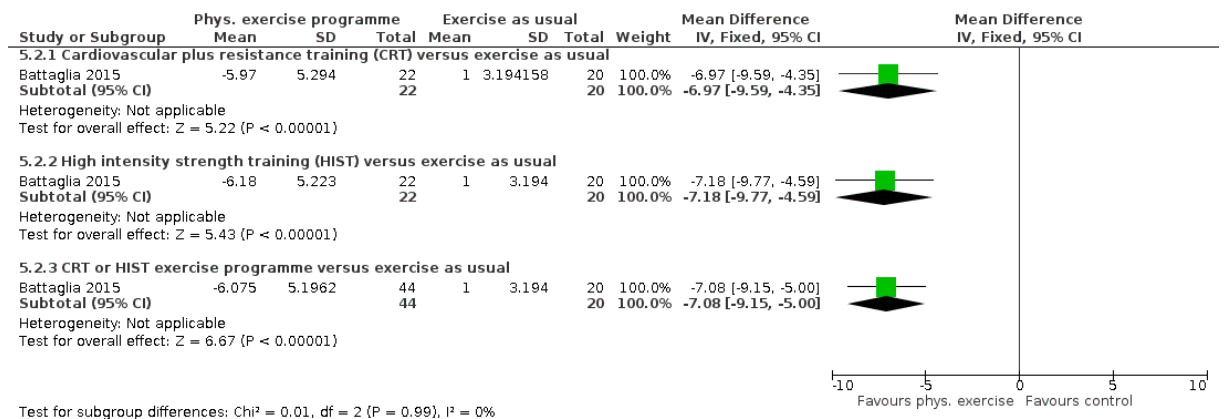 Phys. exercise programme Exercise as usual Mean Difference Mean Difference
Study or Subgroup Mean SD Total Mean SD Total Weight IV, Fixed, 95% CI IV, Fixed, 95% CI
5.2.1 Cardiovascular plus resistance training (CRT) versus exercise as usual
Battaglia 2015 -5.97 5.294 22 1 3.194158 20 100.0% -6.97 [-9.59, -4.35]
Subtotal (95% CI) 22 20 100.0% -6.97 [-9.59, -4.35]
Heterogeneity: Not applicable
Test for overall effect: Z = 5.22 (P < 0.00001)
5.2.2 High intensity strength training (HIST) versus exercise as usual
Battaglia 2015 -6.18 5.223 22 1 3.194 20 100.0% -7.18 [-9.77, -4.59]
Subtotal (95% CI) 22 20 100.0% -7.18 [-9.77, -4.59]
Heterogeneity: Not applicable
Test for overall effect: Z = 5.43 (P < 0.00001)
5.2.3 CRT or HIST exercise programme versus exercise as usual
Battaglia 2015 -6.075 5.1962 44 1 3.194 20 100.0% -7.08 [-9.15, -5.00]
Subtotal (95% CI) 44 20 100.0% -7.08 [-9.15, -5.00]
Heterogeneity: Not applicable
Test for overall effect: Z = 6.67 (P < 0.00001)
-10 -5 0 5 10
Favours phys. exercise Favours control
Test for subgroup differences: Chi² = 0.01, df = 2 (P = 0.99), I² = 0%